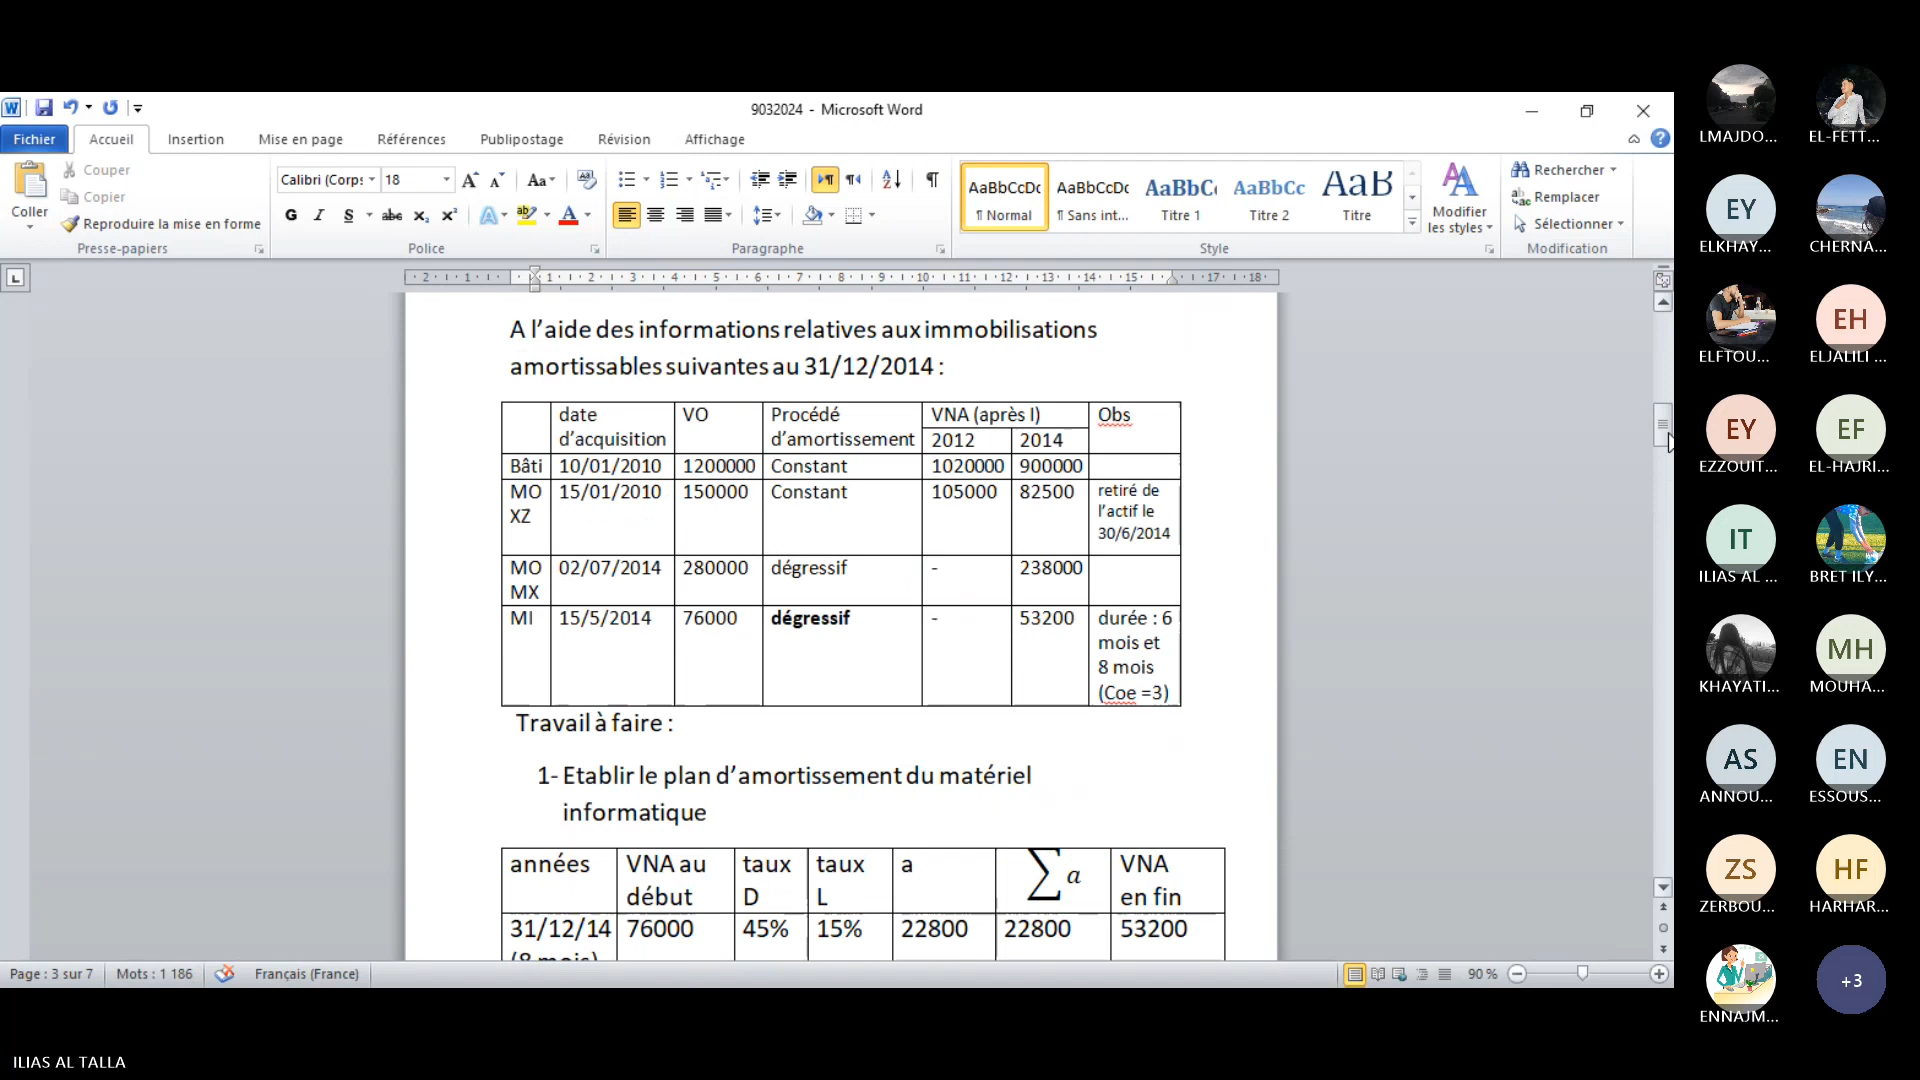 9032024 - Microsoft Word
Fichier Accueil Insertion Mise en page Références Publipostage Révision Affichage
Coller
Couper
Copier
Reproduire la mise en forme
Presse-papiers
Calibri (Corps 18
G I S abc x₂ x²
Police
Paragraphe
AaBbCcDc AaBbCcDc AaBbC AaBbCc AaB
¶ Normal ¶ Sans int... Titre 1 Titre 2 Titre
Modifier
les styles
Style
Rechercher
Remplacer
Sélectionner
Modification
A l'aide des informations relatives aux immobilisations
amortissables suivantes au 31/12/2014 :
date d'acquisition VO Procédé d'amortissement VNA (après I) Obs
2012 2014
Bâti 10/01/2010 1200000 Constant 1020000 900000
MO XZ 15/01/2010 150000 Constant 105000 82500 retiré de l'actif le 30/6/2014
MO MX 02/07/2014 280000 dégressif - 238000
MI 15/5/2014 76000 dégressif - 53200 durée : 6 mois et 8 mois (Coe =3)
Travail à faire :
1- Etablir le plan d'amortissement du matériel
informatique
années VNA au début taux D taux L a ∑a VNA en fin
31/12/14 76000 45% 15% 22800 22800 53200
(8 mois)
Page : 3 sur 7 Mots : 1 186 Français (France) 90 %
LMAJDO... EL-FETT...
EY
ELKHAY... CHERNA...
EH
ELFTOU... ELJALILI ...
EY EF
EZZOUIT... EL-HAJRI...
IT
ILIAS AL ... BRET ILY...
MH
KHAYATI... MOUHA...
AS EN
ANNOU... ESSOUS...
ZS HF
ZERBOU... HARHAR...
+3
ENNAJM...
ILIAS AL TALLA